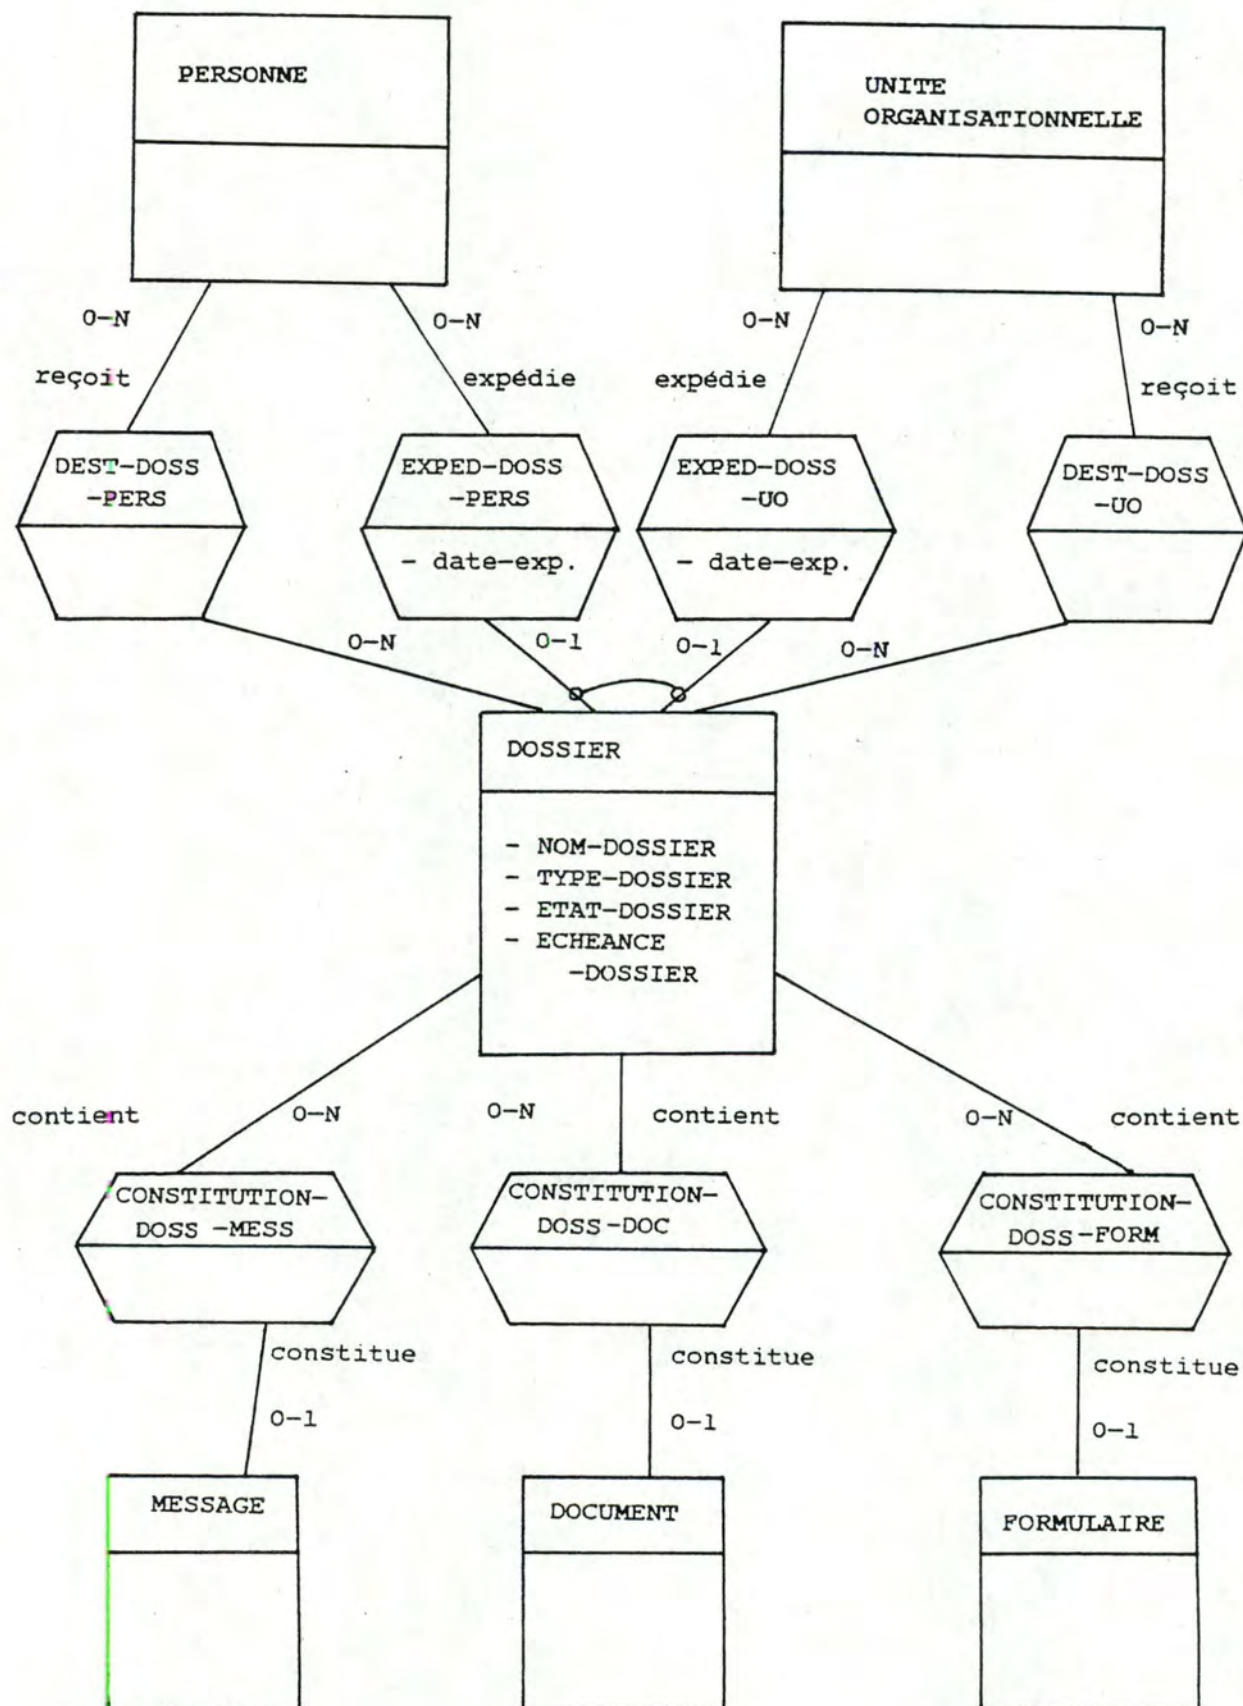 PERSONNE
UNITE
ORGANISATIONNELLE
0-N
0-N
0-N
0-N
reçoit
expédie
expédie
reçoit
DEST-DOSS
-PERS
EXPED-DOSS
-PERS
- date-exp.
EXPED-DOSS
-UO
- date-exp.
DEST-DOSS
-UO
0-N
0-1
0-1
0-N
DOSSIER
- NOM-DOSSIER
- TYPE-DOSSIER
- ETAT-DOSSIER
- ECHEANCE
-DOSSIER
contient
0-N
0-N
contient
0-N
contient
CONSTITUTION-
DOSS -MESS
CONSTITUTION-
DOSS-DOC
CONSTITUTION-
DOSS-FORM
constitue
constitue
constitue
0-1
0-1
0-1
MESSAGE
DOCUMENT
FORMULAIRE